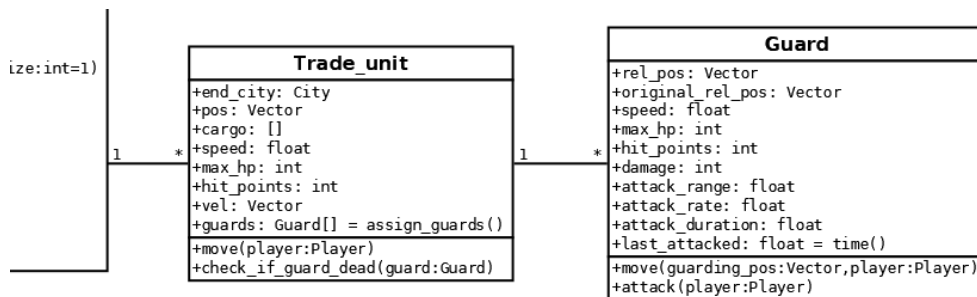 ize:int=1)
1
*
Trade_unit
+end_city: City
+pos: Vector
+cargo: []
+speed: float
+max_hp: int
+hit_points: int
+vel: Vector
+guards: Guard[] = assign_guards()
+move(player:Player)
+check_if_guard_dead(guard:Guard)
1
*
Guard
+rel_pos: Vector
+original_rel_pos: Vector
+speed: float
+max_hp: int
+hit_points: int
+damage: int
+attack_range: float
+attack_rate: float
+attack_duration: float
+last_attacked: float = time()
+move(guarding_pos:Vector,player:Player)
+attack(player:Player)